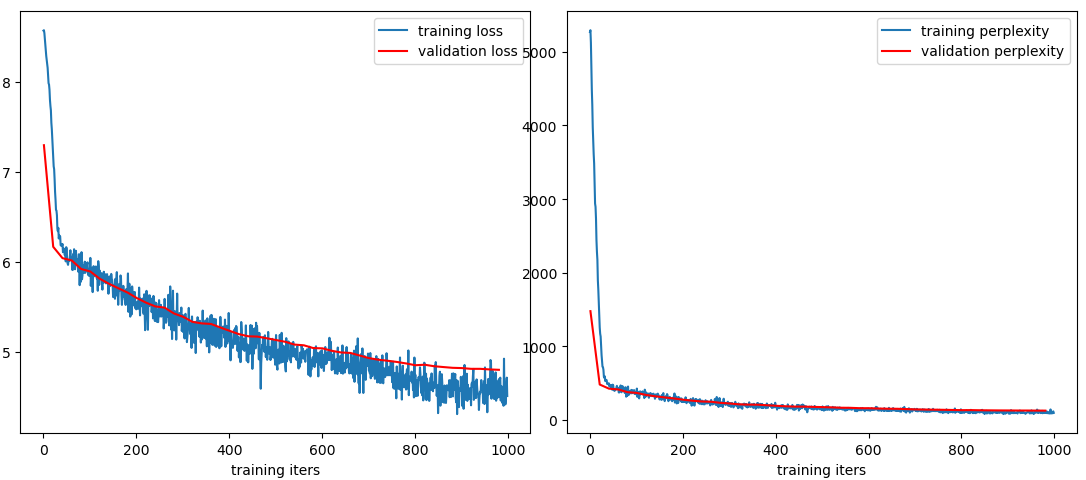 training loss
validation loss
8
7
6
5
0 200 400 600 800 1000
training iters
training perplexity
validation perplexity
5000
4000
3000
2000
1000
0
0 200 400 600 800 1000
training iters